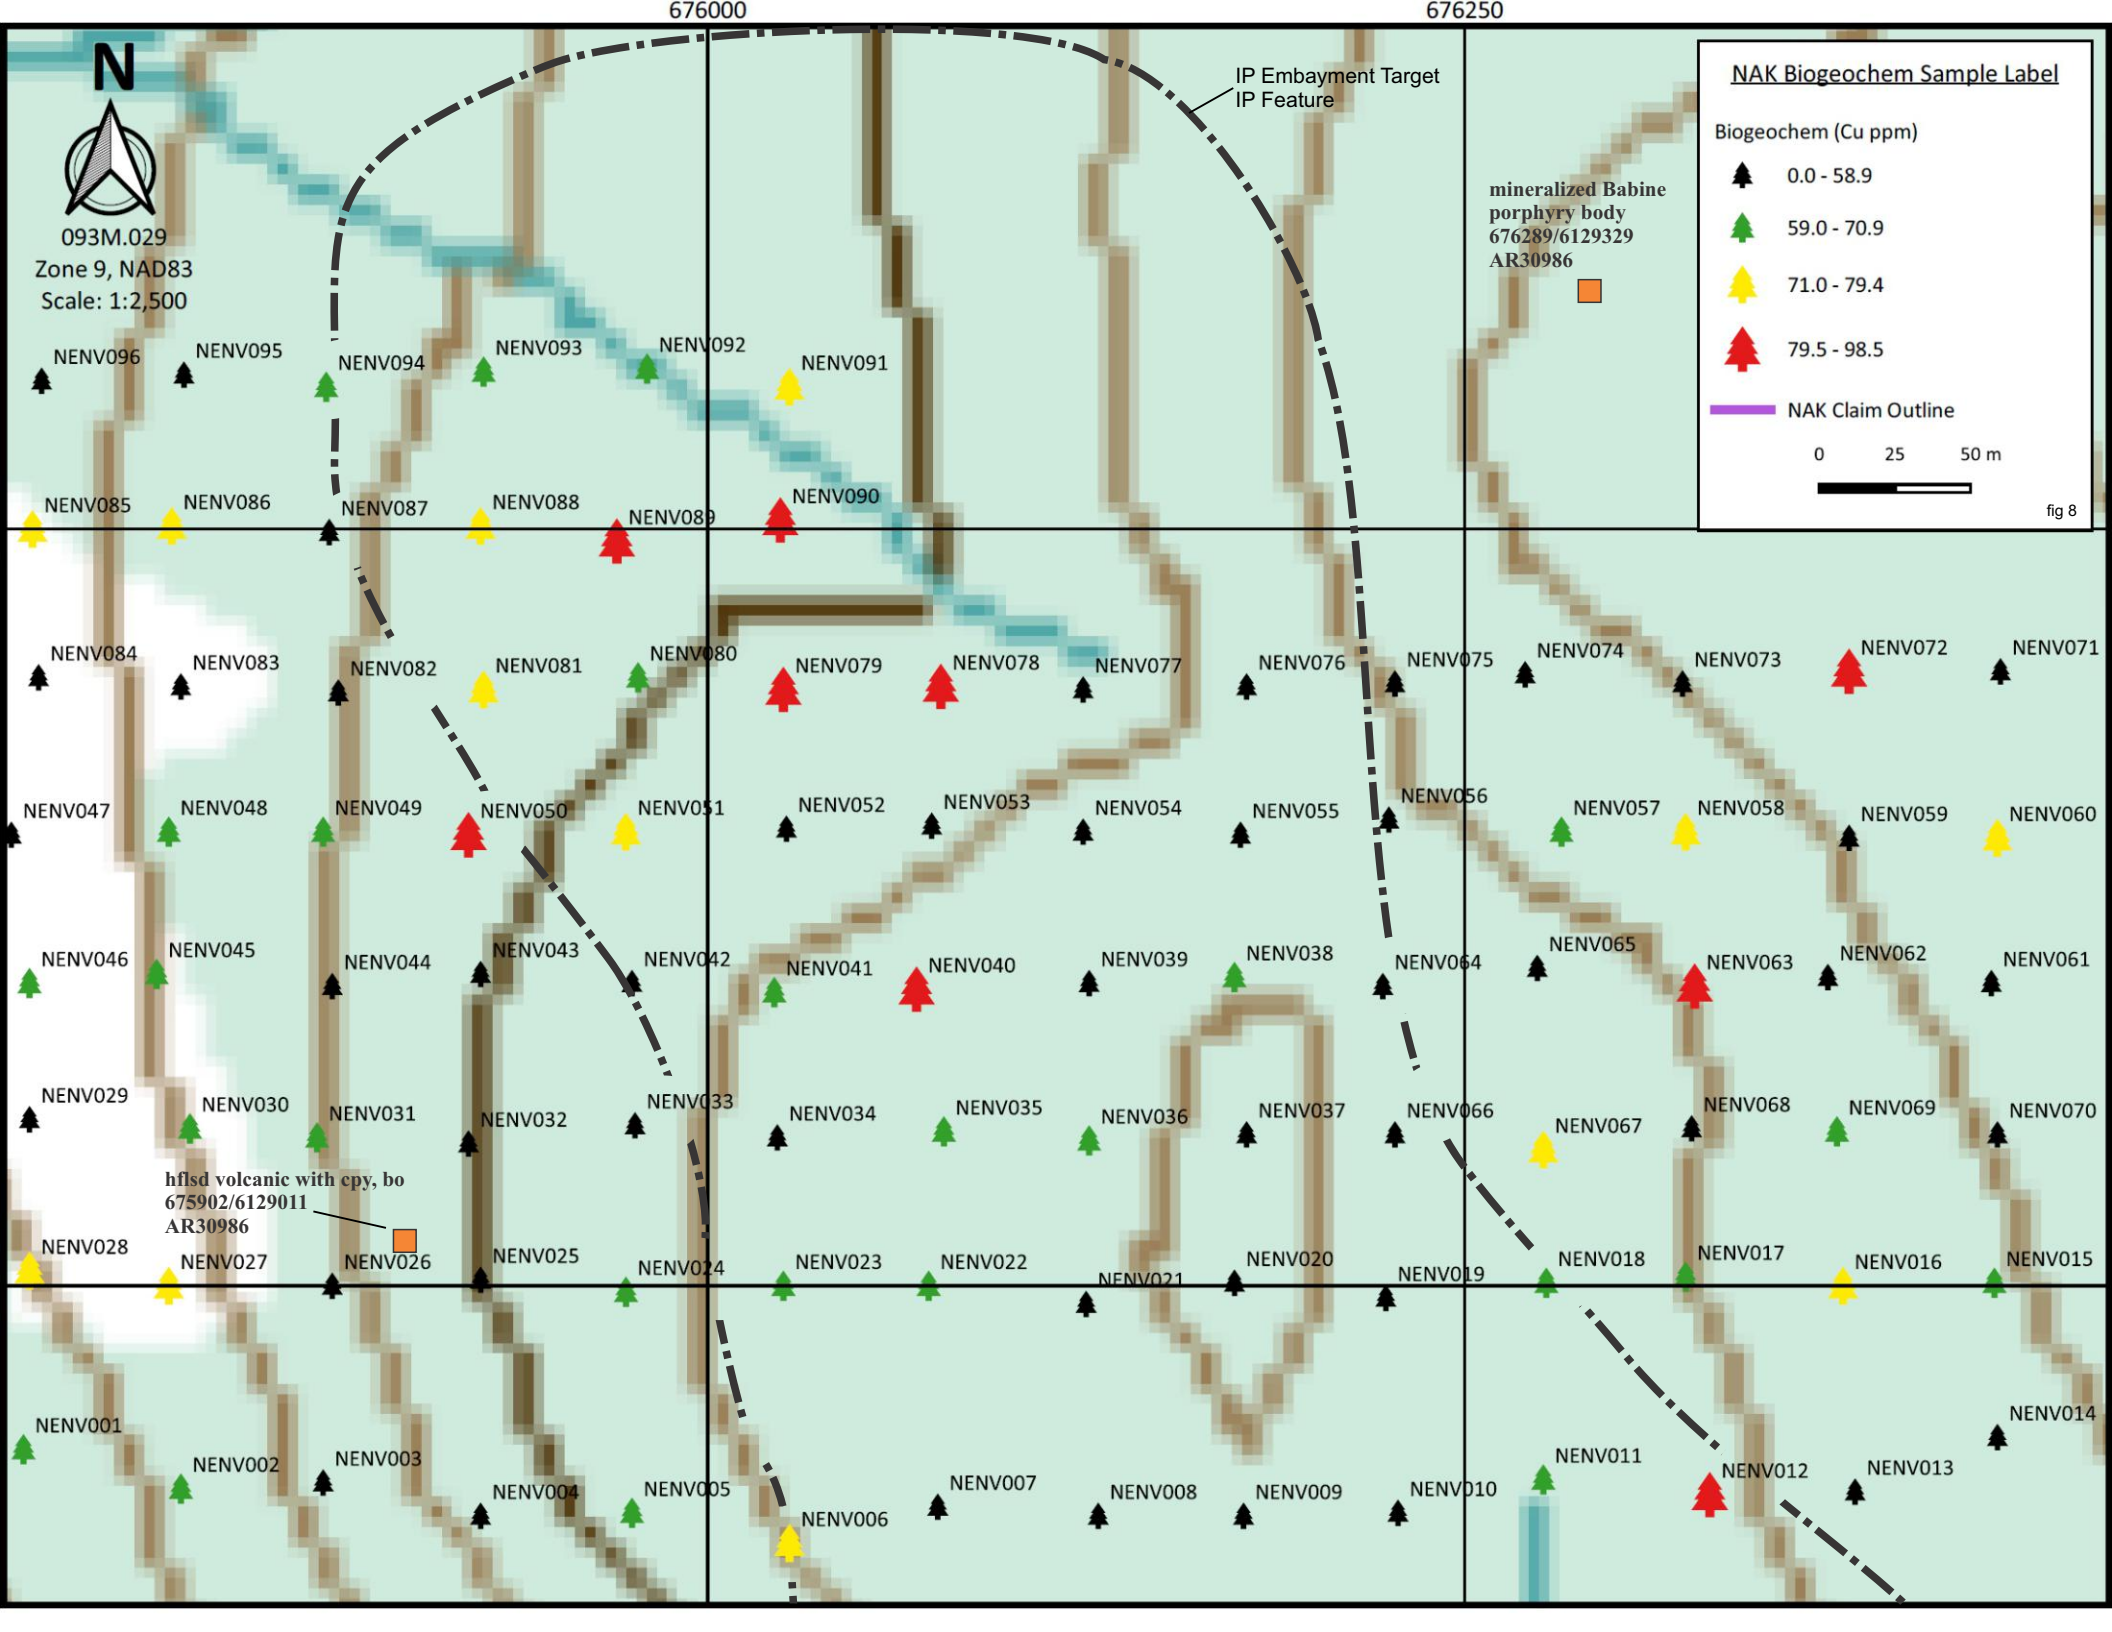 676000
676250
N
093M.029
Zone 9, NAD83
Scale: 1:2,500
IP Embayment Target
IP Feature
mineralized Babine
porphyry body
676289/6129329
AR30986
NAK Biogeochem Sample Label
Biogeochem (Cu ppm)
0.0 - 58.9
59.0 - 70.9
71.0 - 79.4
79.5 - 98.5
NAK Claim Outline
0 25 50 m
fig 8
NENV096
NENV095
NENV094
NENV093
NENV092
NENV091
NENV085
NENV086
NENV087
NENV088
NENV089
NENV090
NENV084
NENV083
NENV082
NENV081
NENV080
NENV079
NENV078
NENV077
NENV076
NENV075
NENV074
NENV073
NENV072
NENV071
NENV047
NENV048
NENV049
NENV050
NENV051
NENV052
NENV053
NENV054
NENV055
NENV056
NENV057
NENV058
NENV059
NENV060
NENV046
NENV045
NENV044
NENV043
NENV042
NENV041
NENV040
NENV039
NENV038
NENV064
NENV065
NENV063
NENV062
NENV061
NENV029
NENV030
NENV031
NENV032
NENV033
NENV034
NENV035
NENV036
NENV037
NENV066
NENV067
NENV068
NENV069
NENV070
hflsd volcanic with cpy, bo
675902/6129011
AR30986
NENV028
NENV027
NENV026
NENV025
NENV024
NENV023
NENV022
NENV021
NENV020
NENV019
NENV018
NENV017
NENV016
NENV015
NENV001
NENV002
NENV003
NENV004
NENV005
NENV006
NENV007
NENV008
NENV009
NENV010
NENV011
NENV012
NENV013
NENV014